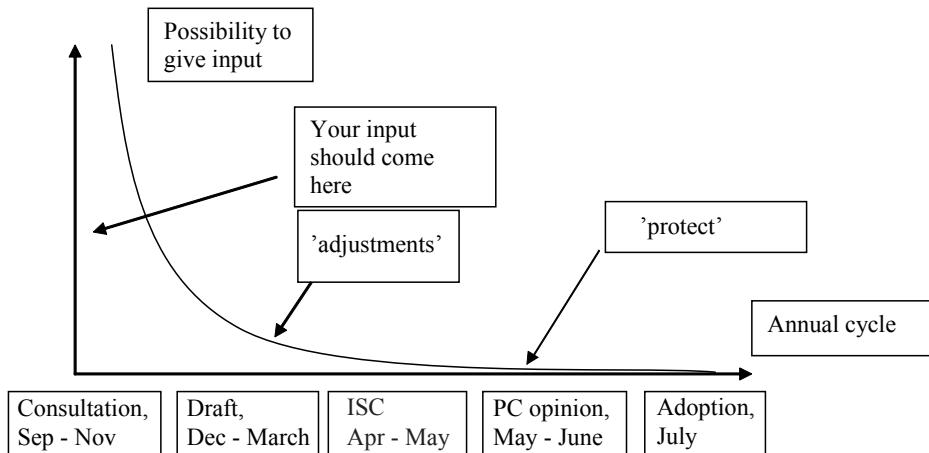 Possibility to
give input
Your input
should come
here
’adjustments’
’protect’
Annual cycle
Consultation,
Sep - Nov
Draft,
Dec - March
ISC
Apr - May
PC opinion,
May - June
Adoption,
July